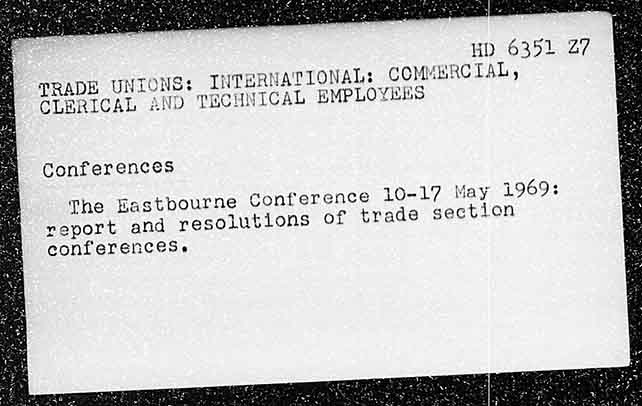 HD 6351 Z7
TRADE UNIONS: INTERNATIONAL: COMMERCIAL,
CLERICAL AND TECHNICAL EMPLOYEES
Conferences
The Eastbourne Conference 10-17 May 1969:
report and resolutions of trade section
conferences.